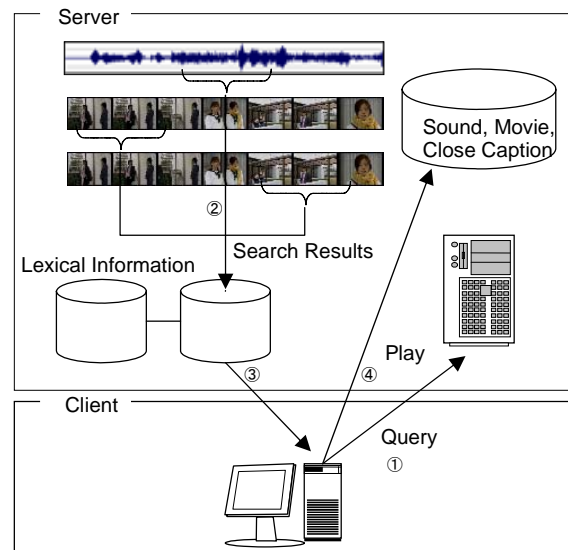 Server
Sound, Movie,
Close Caption
②
Search Results
Lexical Information
③
Play
④
Client
Query
①